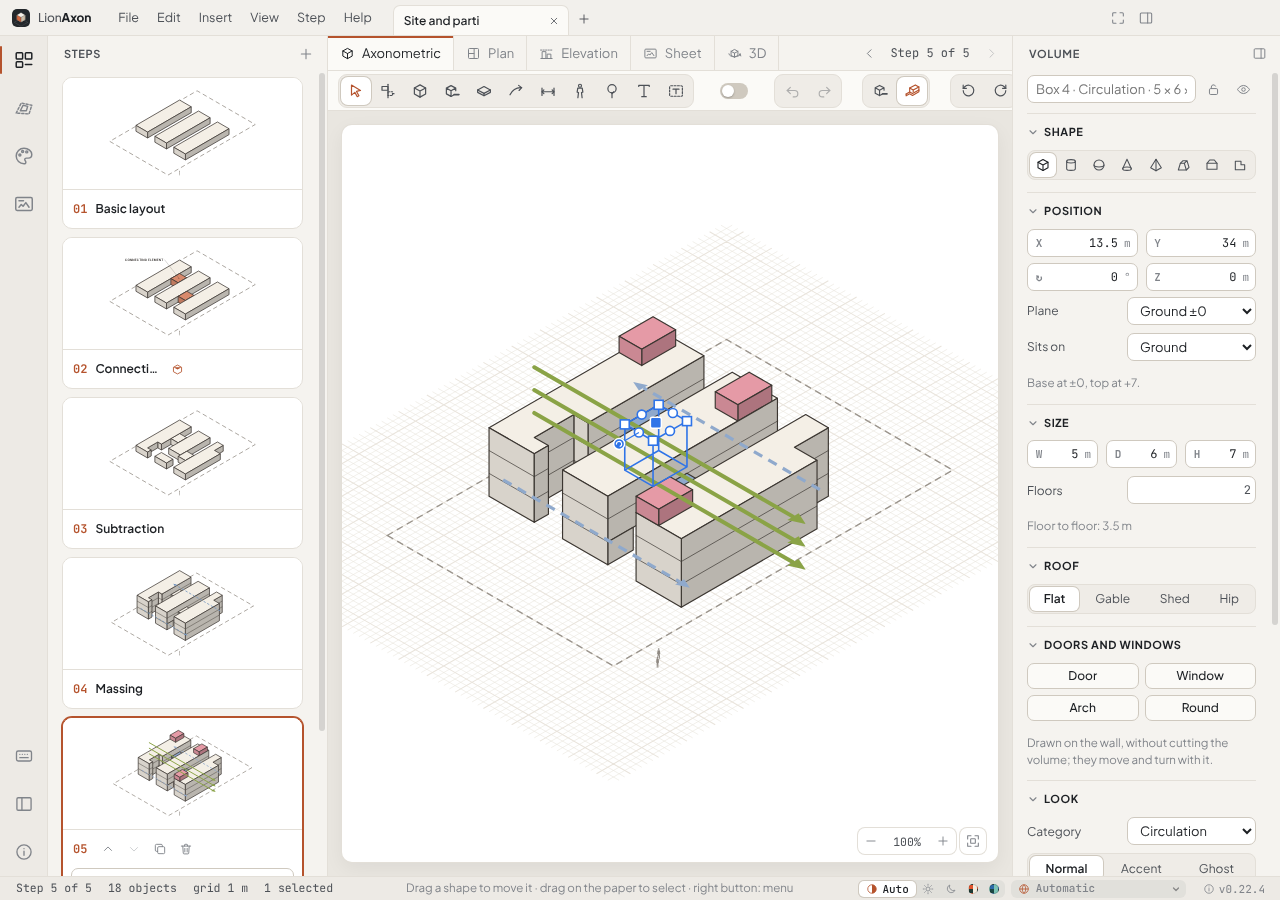 LionAxon File Edit Insert View Step Help Site and parti
STEPS
Axonometric Plan Elevation Sheet 3D Step 5 of 5
VOLUME
Box 4 · Circulation · 5 × 6 ›
SHAPE
POSITION
X 13.5 m Y 34 m
0 ° Z 0 m
Plane Ground ±0
Sits on Ground
Base at ±0, top at +7.
SIZE
W 5 m D 6 m H 7 m
Floors 2
Floor to floor: 3.5 m
ROOF
Flat Gable Shed Hip
DOORS AND WINDOWS
Door Window
Arch Round
Drawn on the wall, without cutting the
volume; they move and turn with it.
LOOK
Category Circulation
Normal Accent Ghost
01 Basic layout
CONNECTING ELEMENT
02 Connecti...
03 Subtraction
04 Massing
05
100%
Step 5 of 5 18 objects grid 1 m 1 selected
Drag a shape to move it · drag on the paper to select · right button: menu
Auto
Automatic
v0.22.4